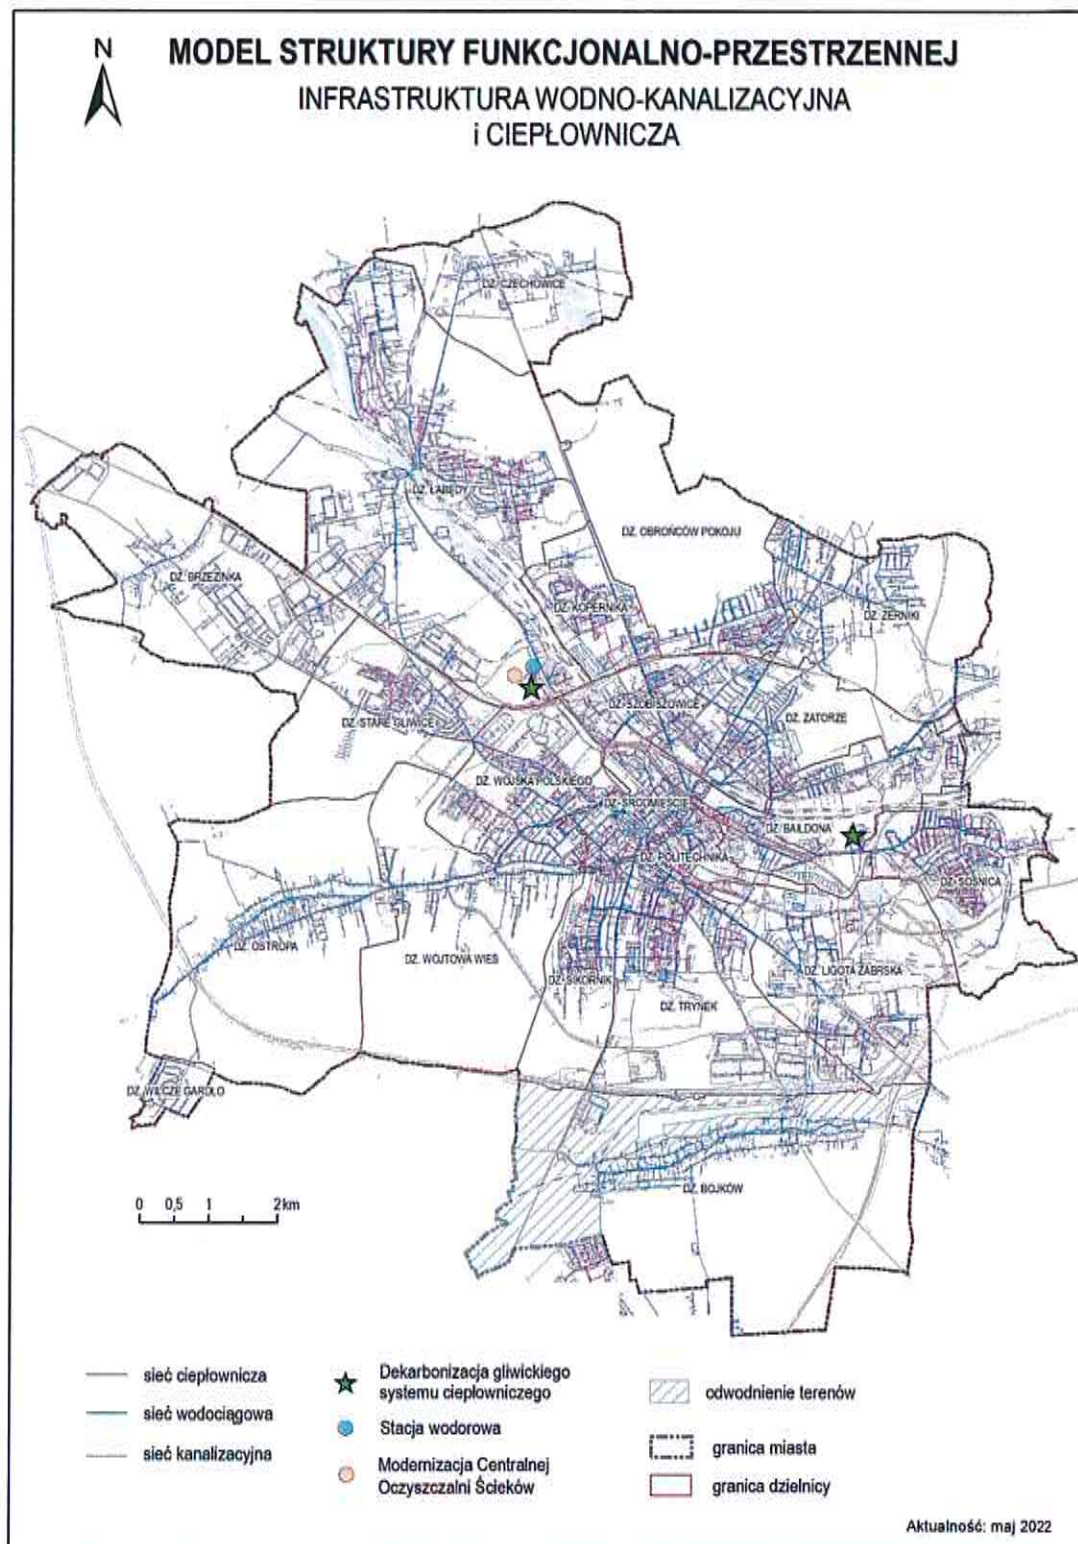 N
MODEL STRUKTURY FUNKCJONALNO-PRZESTRZENNEJ
INFRASTRUKTURA WODNO-KANALIZACYJNA
i CIEPŁOWNICZA
DZ. CZECHOWICE
DZ. ŁABĘDY
DZ. OBROŃCÓW POKOJU
DZ. BRZEZINKA
DZ. KOPERNIKA
DZ. ŻERNIKI
DZ. SZOBISZOWICE
DZ. STARE GLIWICE
DZ. ZATORZE
DZ. WOJSKA POLSKIEGO
DZ. ŚRÓDMIEŚCIE
DZ. BAILDONA
DZ. POLITECHNIKA
DZ. SOŚNICA
DZ. OSTROPA
DZ. WÓJTOWA WIEŚ
DZ. SIKORNIK
DZ. LIGOTA ZABRSKA
DZ. TRYNEK
DZ. WILCZE GARDŁO
DZ. BOJKÓW
0 0,5 1 2km
sieć ciepłownicza
sieć wodociągowa
sieć kanalizacyjna
Dekarbonizacja gliwickiego
systemu ciepłowniczego
Stacja wodorowa
Modernizacja Centralnej
Oczyszczalni Ścieków
odwodnienie terenów
granica miasta
granica dzielnicy
Aktualność: maj 2022